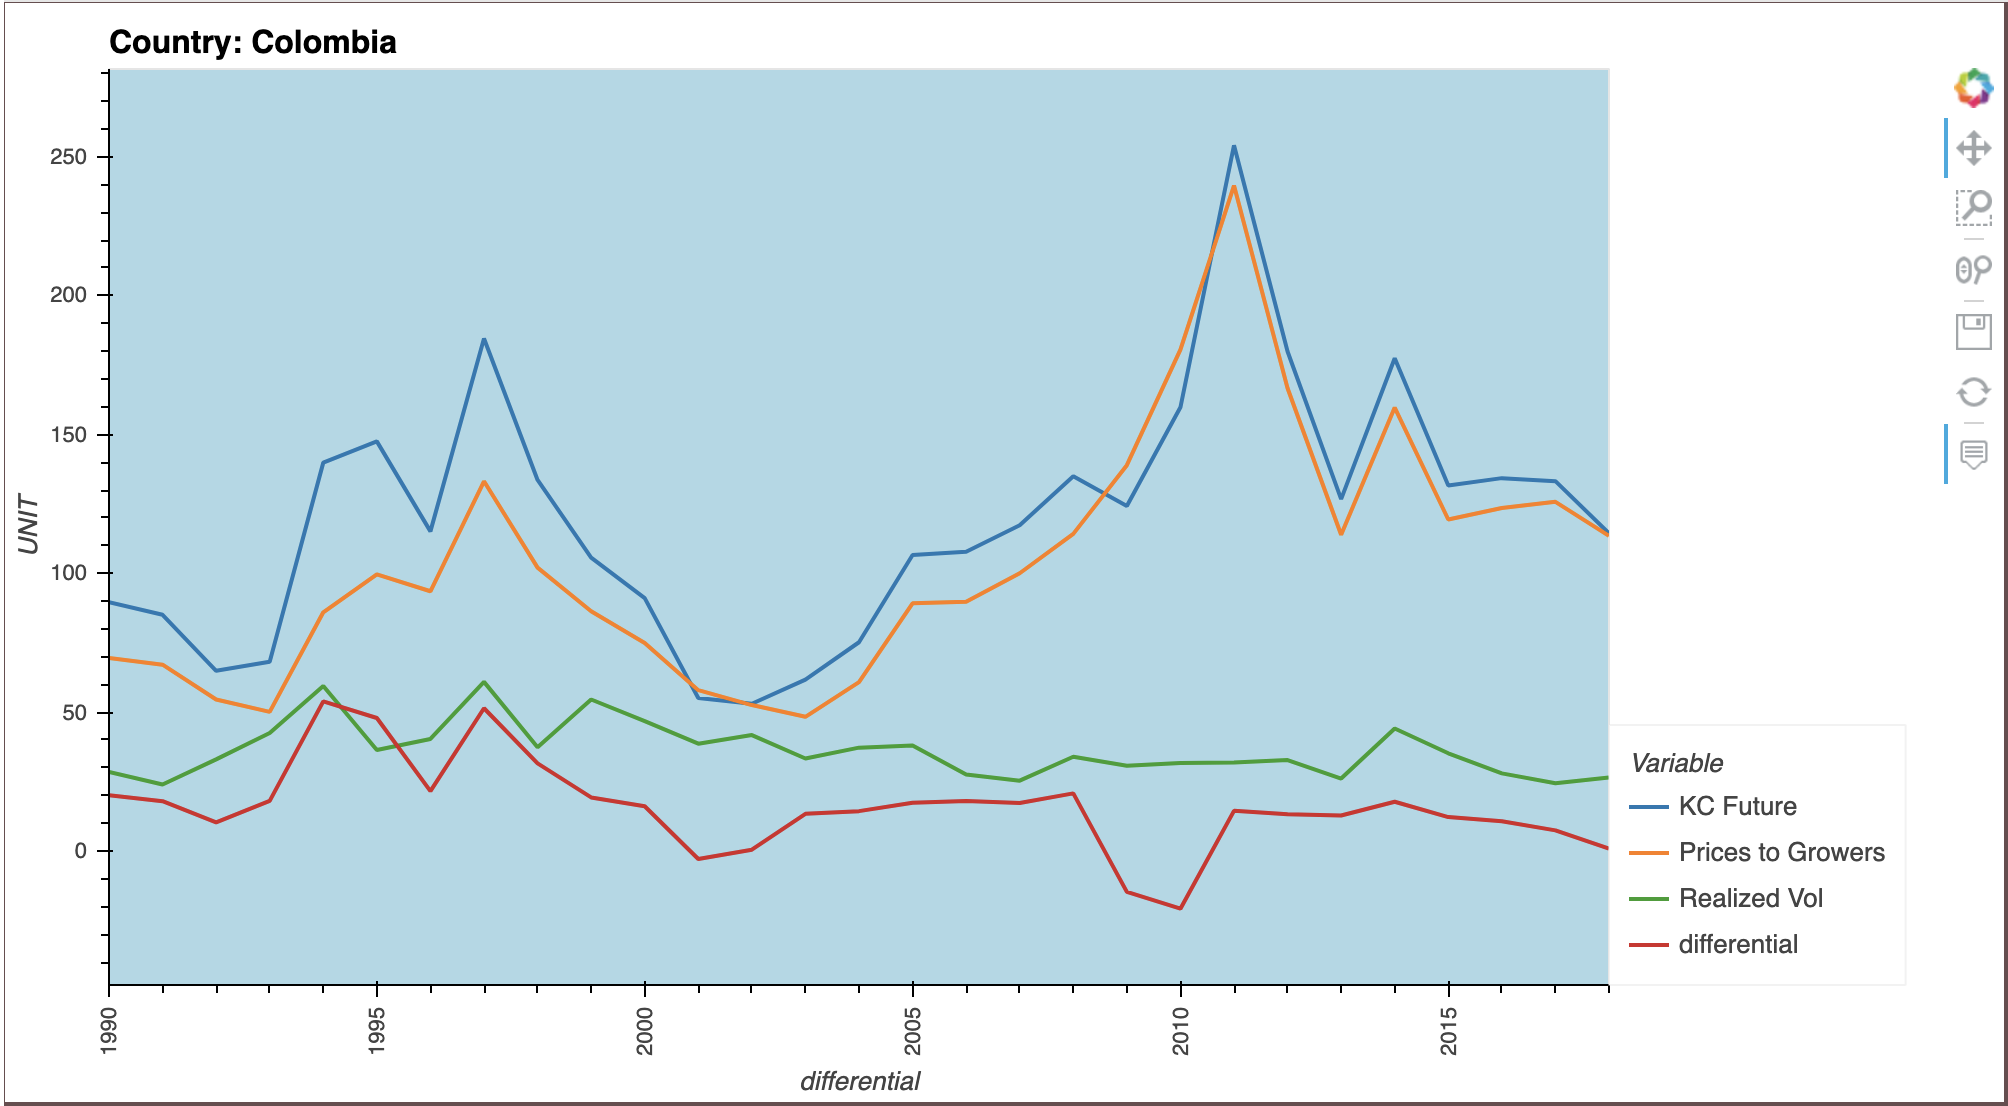 Country: Colombia
250
200
150
100
50
0
UNIT
1990
1995
2000
2005
2010
2015
differential
Variable
KC Future
Prices to Growers
Realized Vol
differential